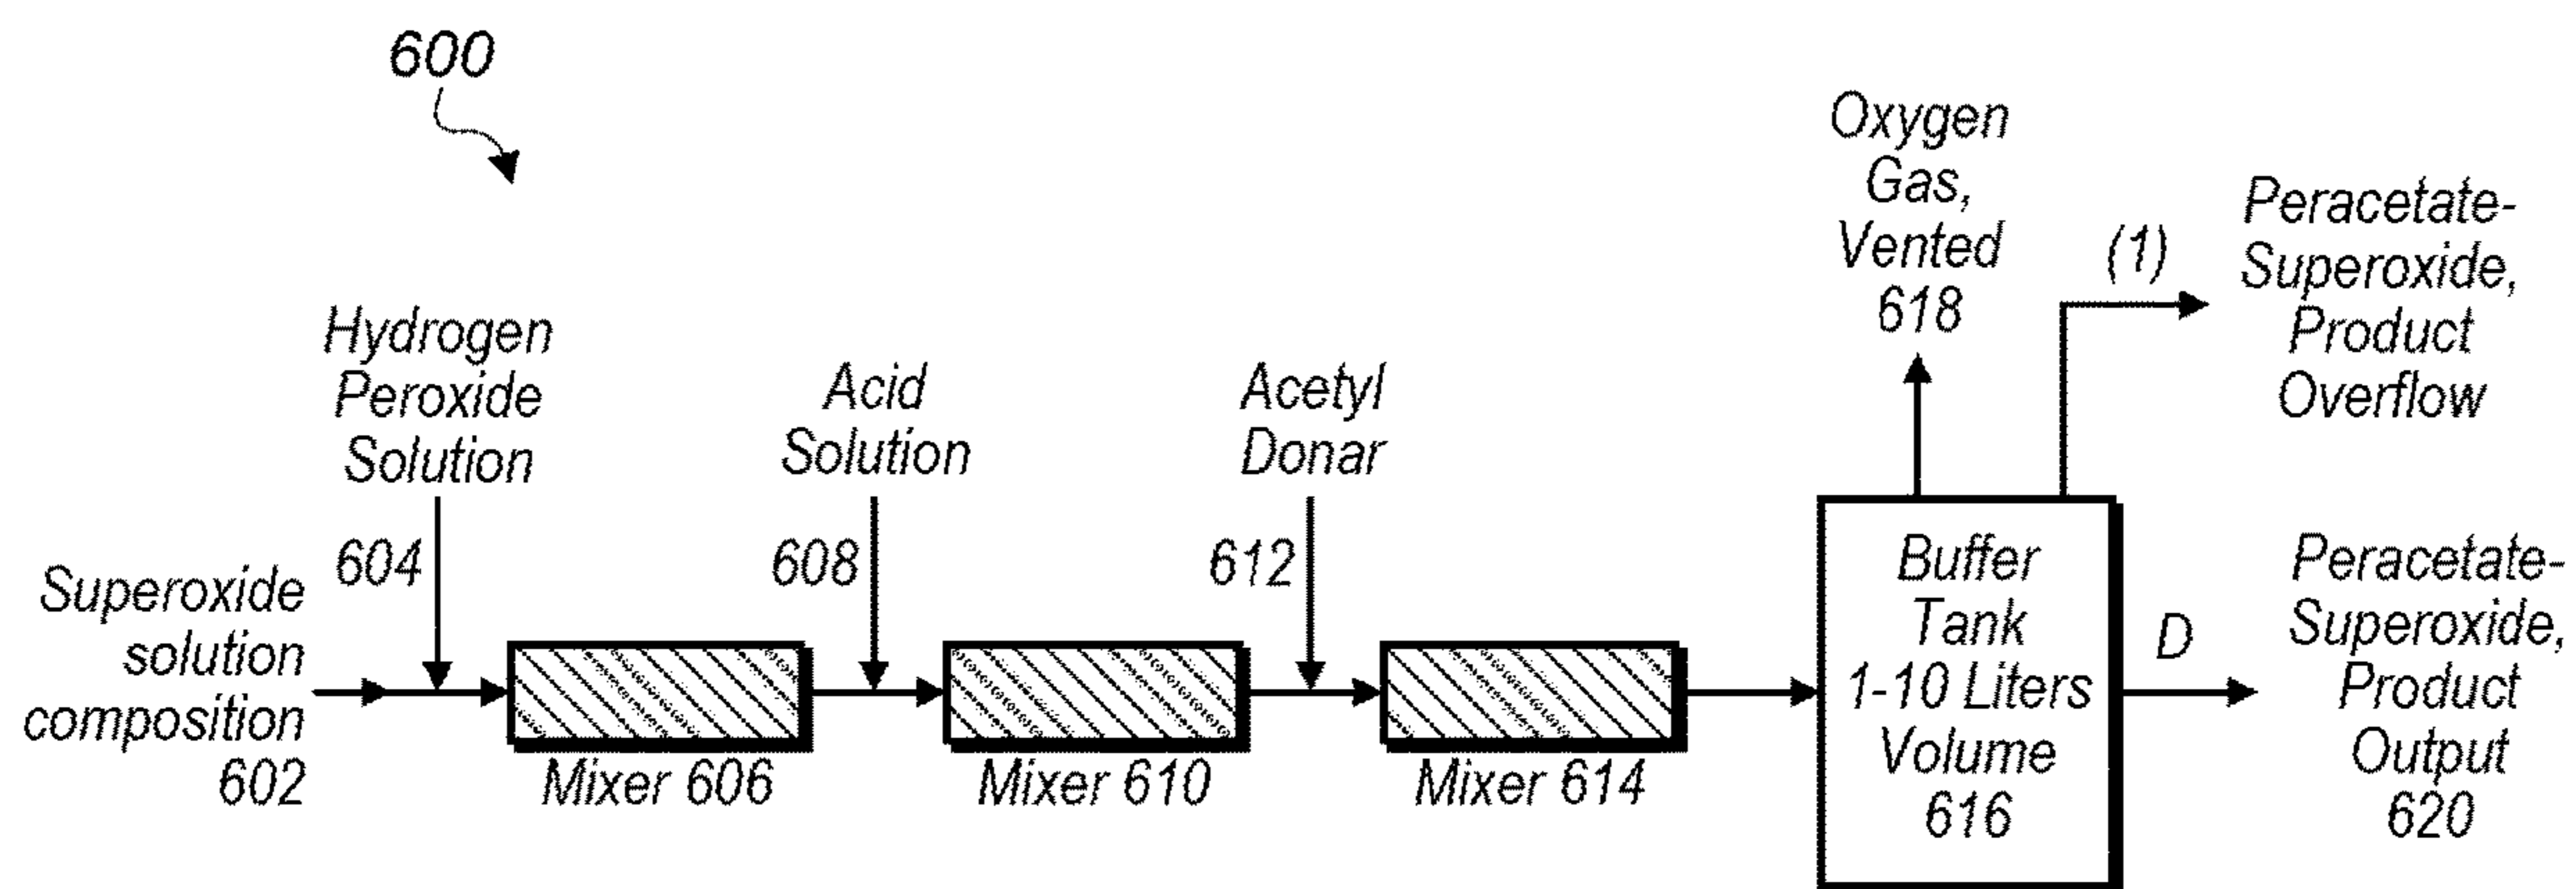 600
Hydrogen
Peroxide
Solution
604
Superoxide
solution
composition
602
Mixer 606
Acid
Solution
608
Mixer 610
Acetyl
Donar
612
Mixer 614
Oxygen
Gas,
Vented
618
(1)
Peracetate-
Superoxide,
Product
Overflow
Buffer
Tank
1-10 Liters
Volume
616
D
Peracetate-
Superoxide,
Product
Output
620